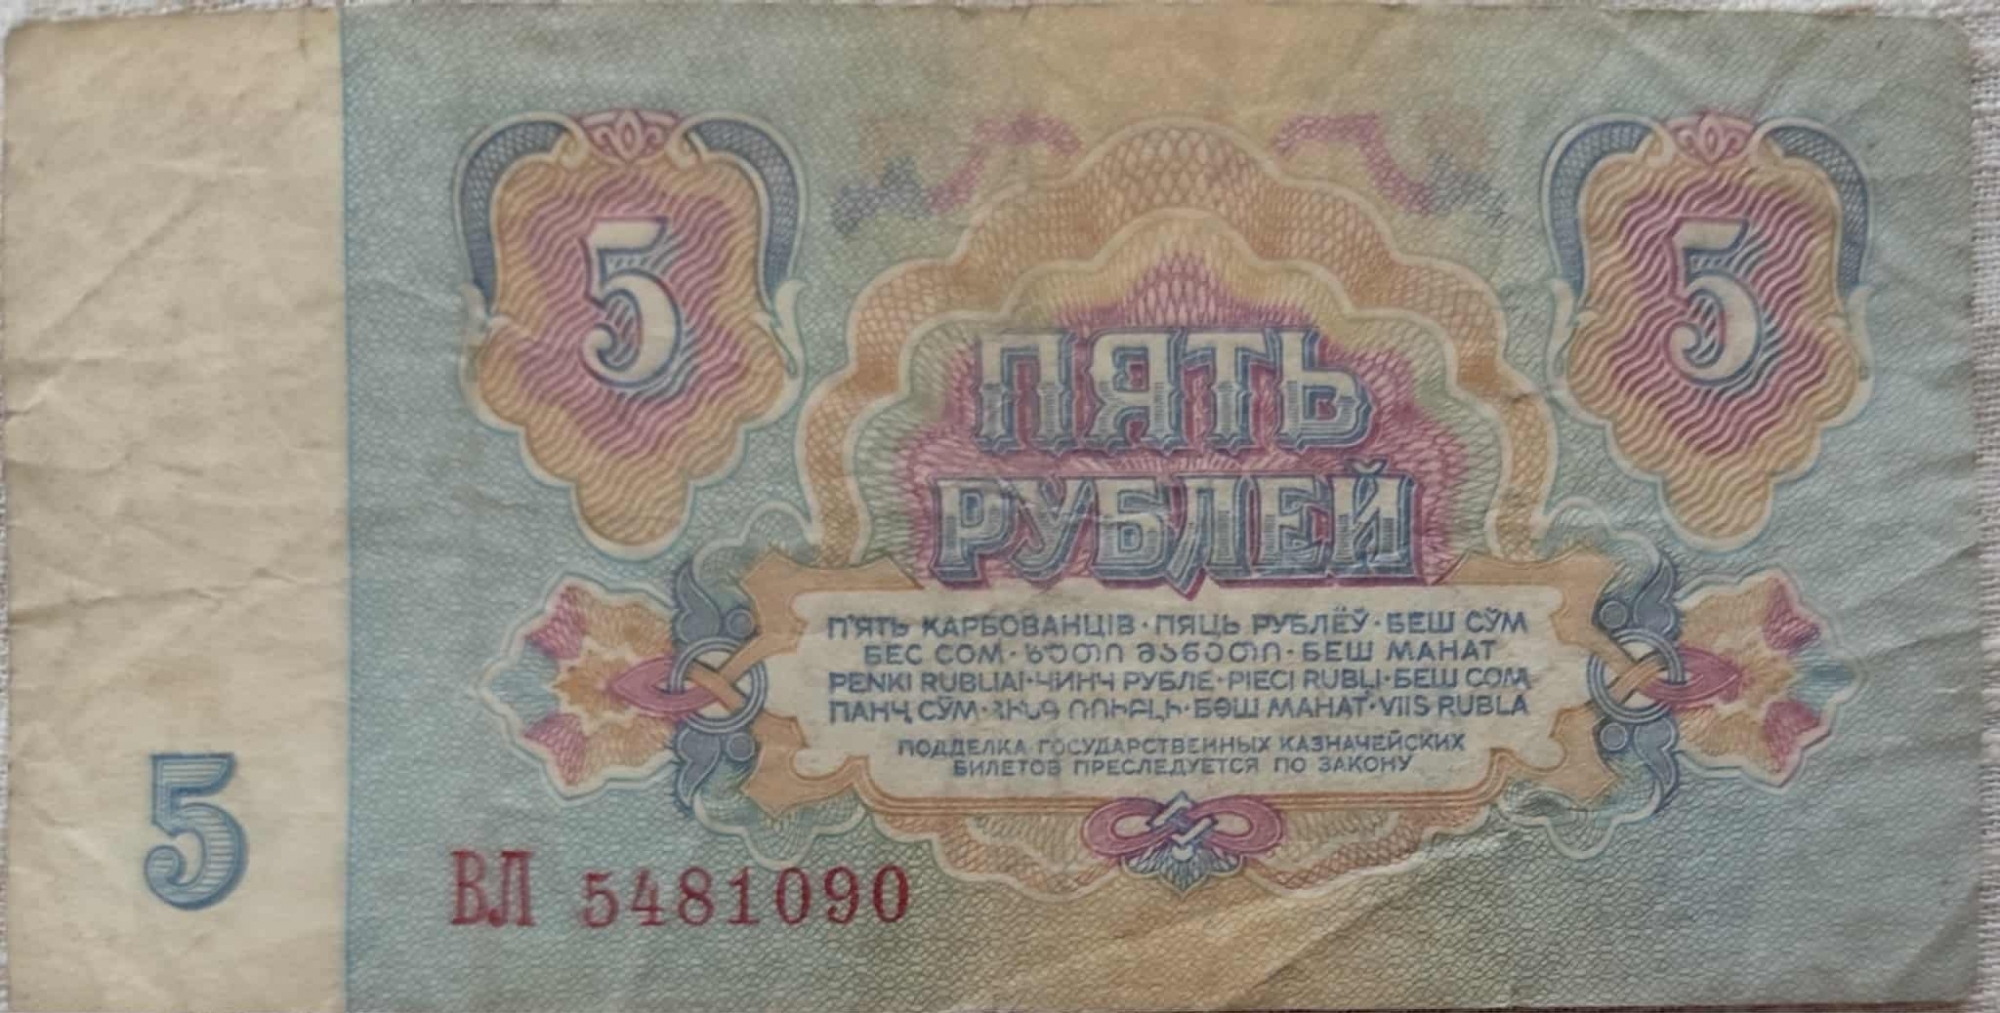 5
5
ПЯТЬ
РУБЛЕЙ
П'ЯТЬ КАРБОВАНЦІВ · ПЯЦЬ РУБЛЁЎ · БЕШ СЎМ
БЕС СОМ · ხუთი მანეთი · БЕШ МАНАТ
PENKI RUBLIAI · ЧИНЧ РУБЛЕ · PIECI RUBĻI · БЕШ СОМ
ПАНҶ СЎМ · ՀԻՆԳ ՌՈՒԲԼԻ · БӘШ МАНАТ · VIIS RUBLA
ПОДДЕЛКА ГОСУДАРСТВЕННЫХ КАЗНАЧЕЙСКИХ
БИЛЕТОВ ПРЕСЛЕДУЕТСЯ ПО ЗАКОНУ
5
ВЛ 5481090